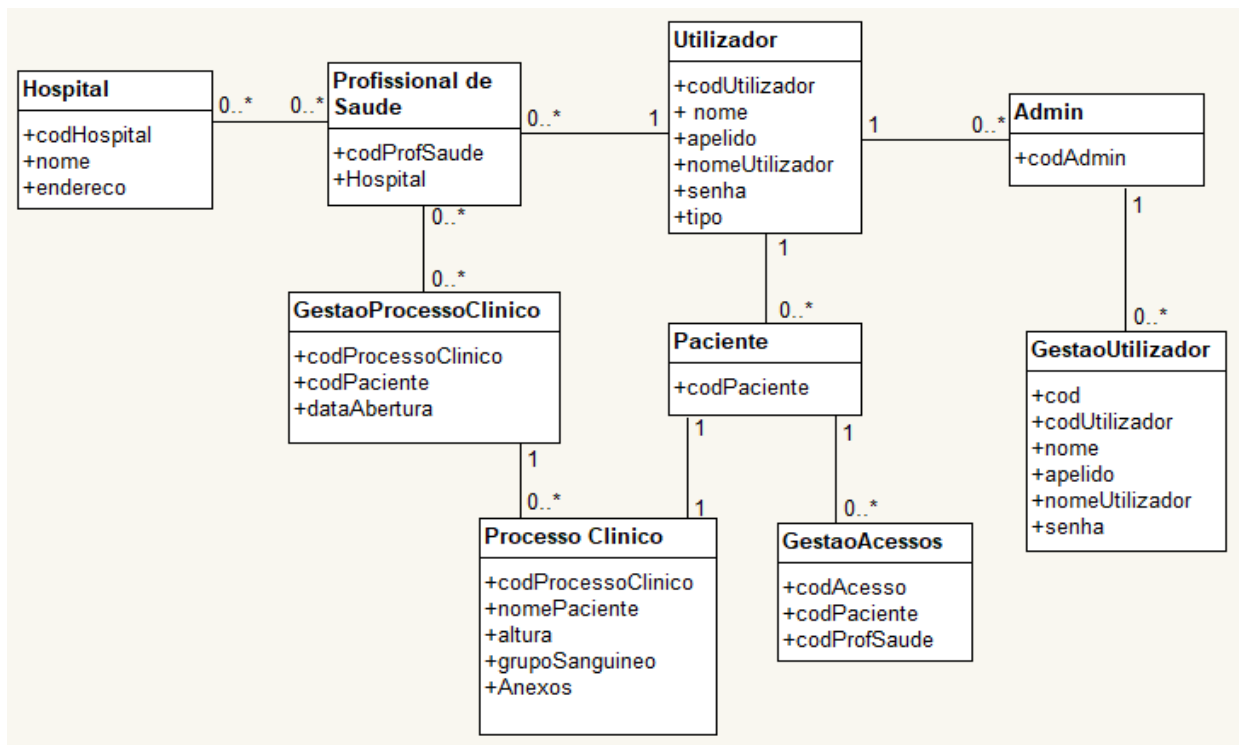 Hospital
+codHospital
+nome
+endereco
0..*
0..*
Profissional de
Saude
+codProfSaude
+Hospital
0..*
1
Utilizador
+codUtilizador
+ nome
+apelido
+nomeUtilizador
+senha
+tipo
1
0..*
Admin
+codAdmin
0..*
0..*
1
0..*
1
0..*
GestaoProcessoClinico
+codProcessoClinico
+codPaciente
+dataAbertura
Paciente
+codPaciente
GestaoUtilizador
+cod
+codUtilizador
+nome
+apelido
+nomeUtilizador
+senha
1
0..*
1
1
1
0..*
Processo Clinico
+codProcessoClinico
+nomePaciente
+altura
+grupoSanguineo
+Anexos
GestaoAcessos
+codAcesso
+codPaciente
+codProfSaude